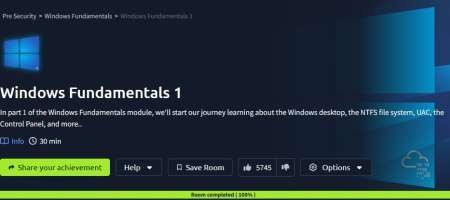 Pre Security > Windows Fundamentals > Windows Fundamentals 1
Windows Fundamentals 1
In part 1 of the Windows Fundamentals module, we'll start our journey learning about the Windows desktop, the NTFS file system, UAC, the
Control Panel, and more..
Info 30 min
Share your achievement Help Save Room 5745 Options
Room completed ( 100% )